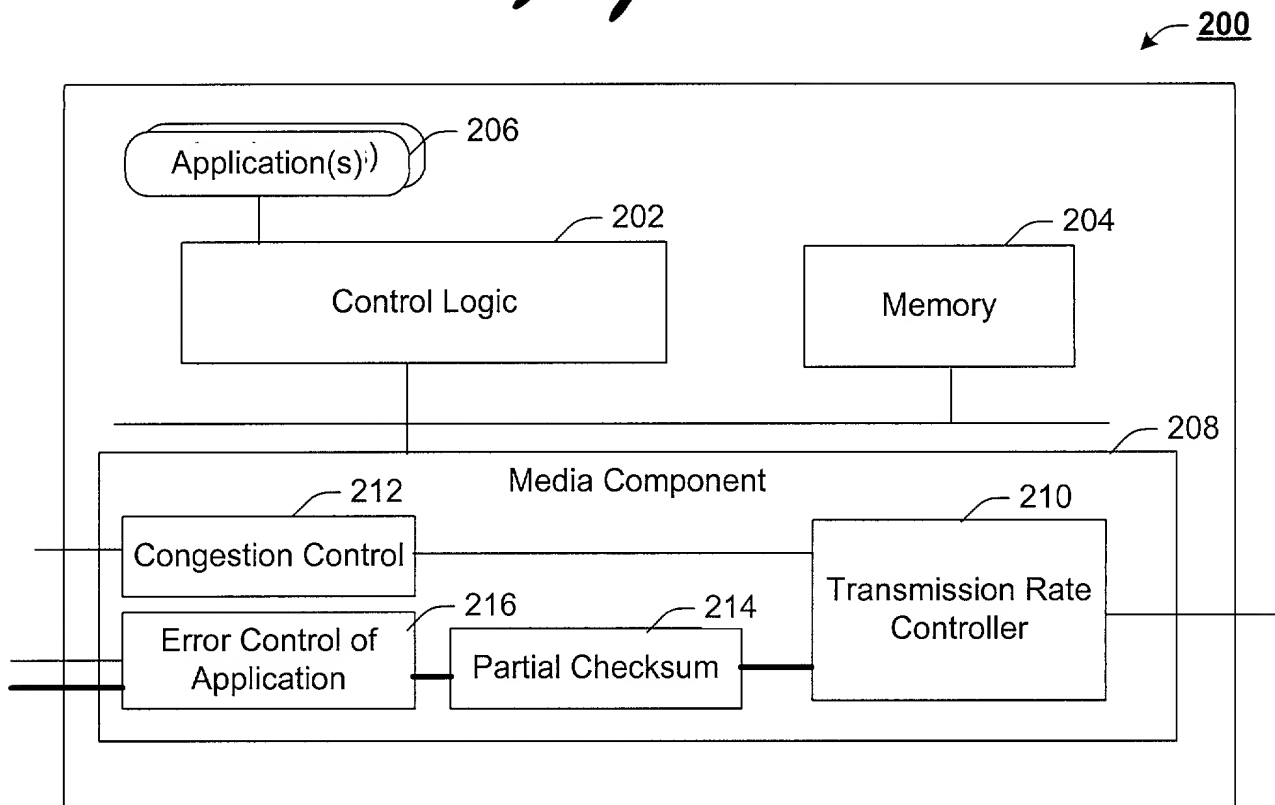 200
206
Application(s)
202
204
Control Logic
Memory
208
Media Component
212
210
Congestion Control
Transmission Rate
Controller
216
214
Error Control of
Application
Partial Checksum